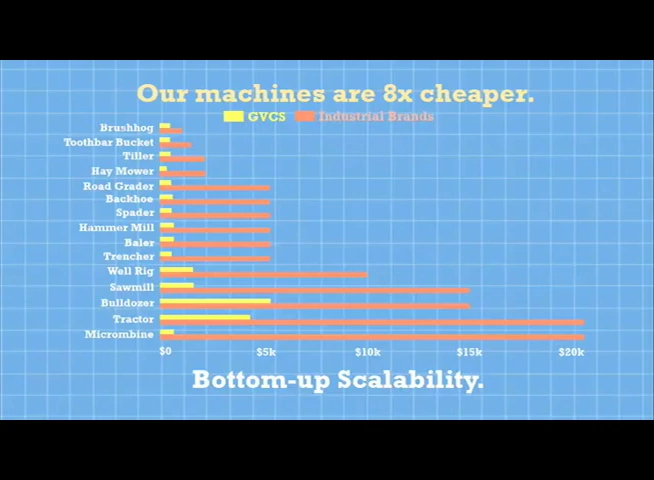 Our machines are 8x cheaper.
GVCS Industrial Brands
Brushhog
Toothbar Bucket
Tiller
Hay Mower
Road Grader
Backhoe
Spader
Hammer Mill
Baler
Trencher
Well Rig
Sawmill
Bulldozer
Tractor
Micrombine
$0 $5k $10k $15k $20k
Bottom-up Scalability.